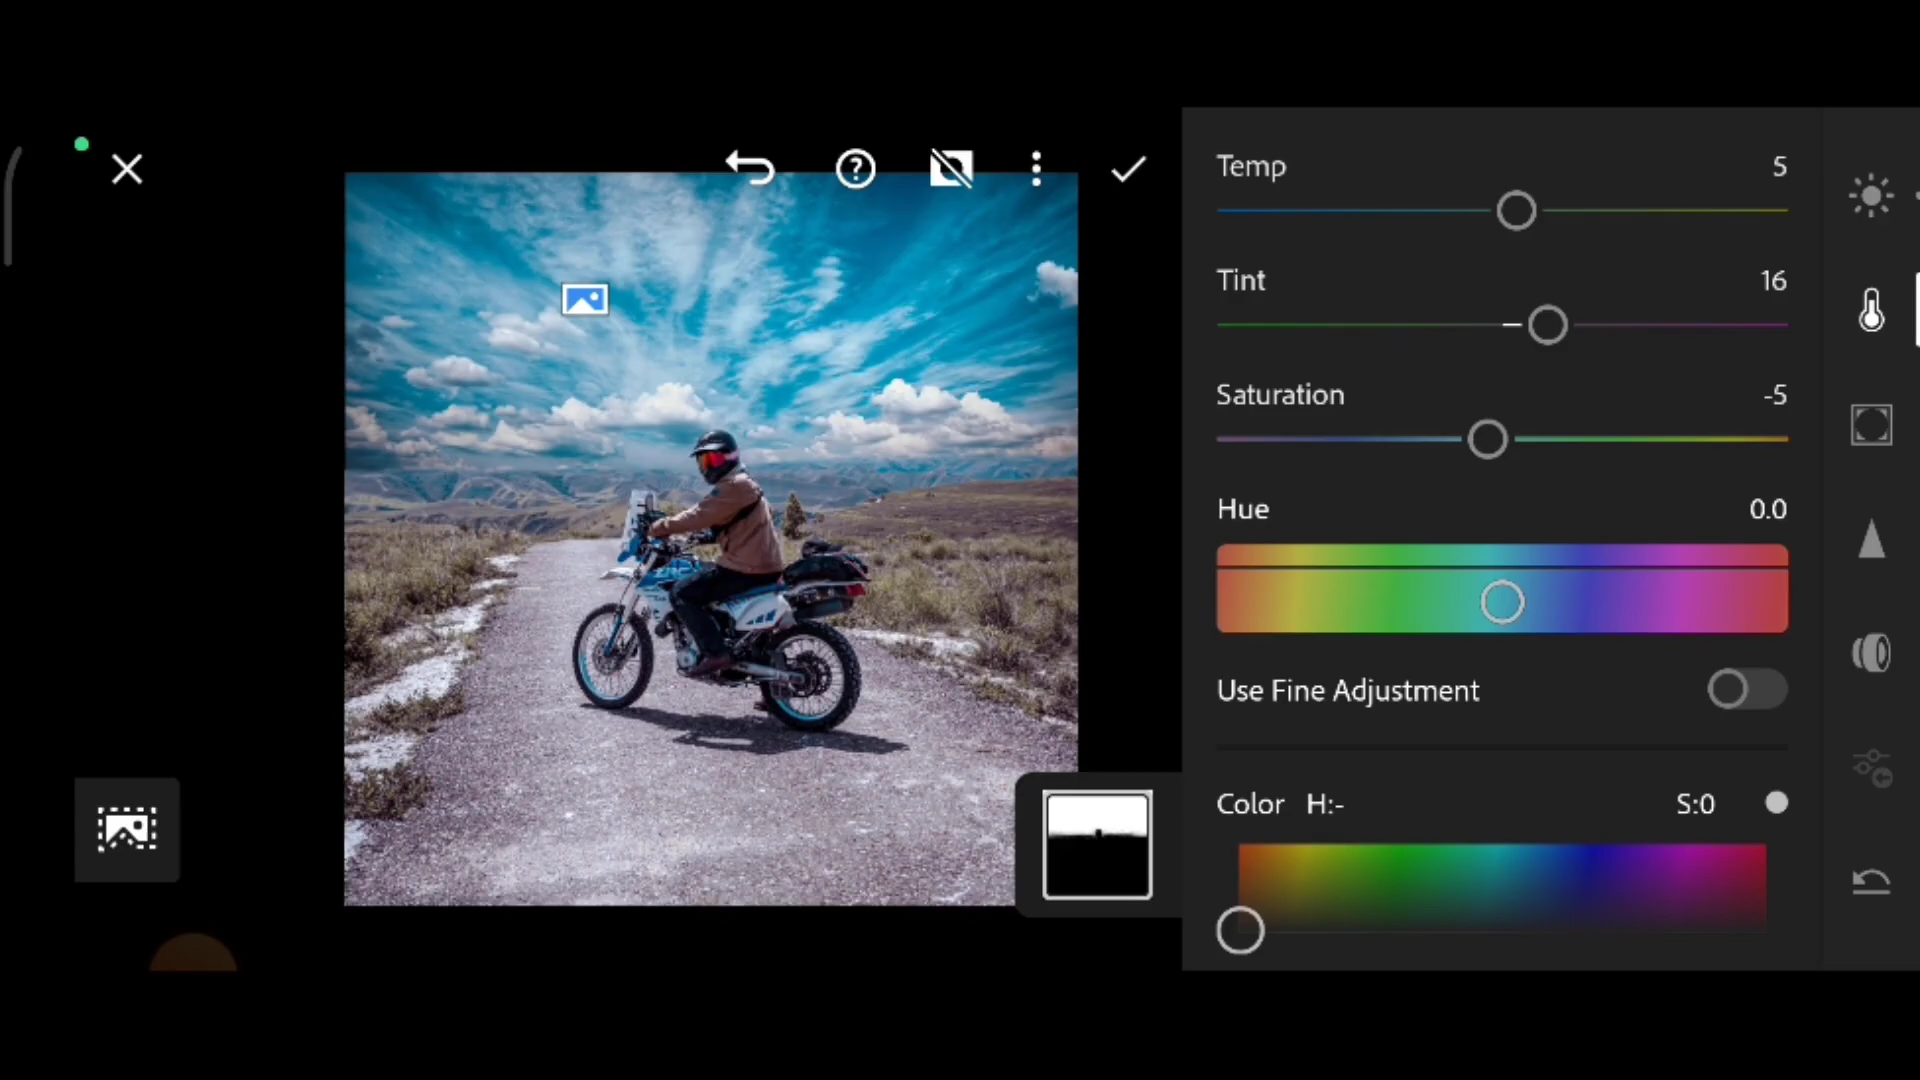 Temp 5
Tint 16
Saturation -5
Hue 0.0
Use Fine Adjustment
Color H:- S:0